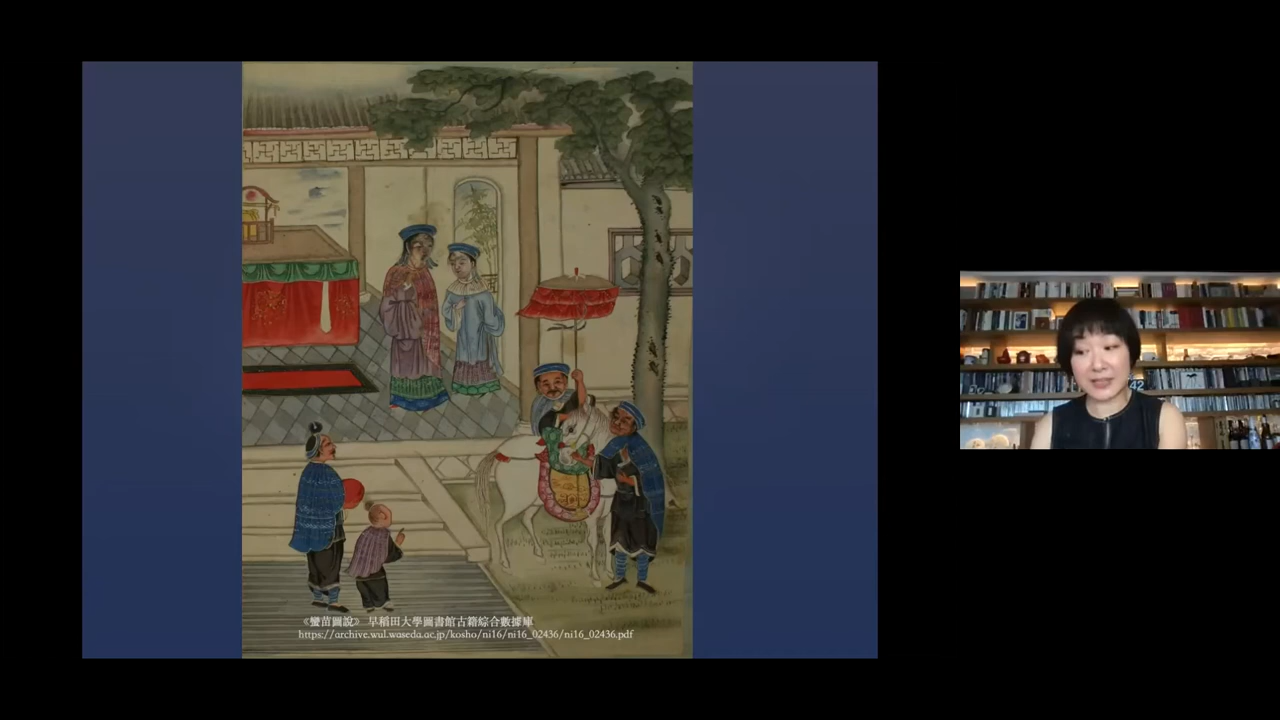 《蠻苗圖說》 早稻田大學圖書館古籍綜合數據庫
https://archive.wul.waseda.ac.jp/kosho/ni16/ni16_02436/ni16_02436.pdf
42